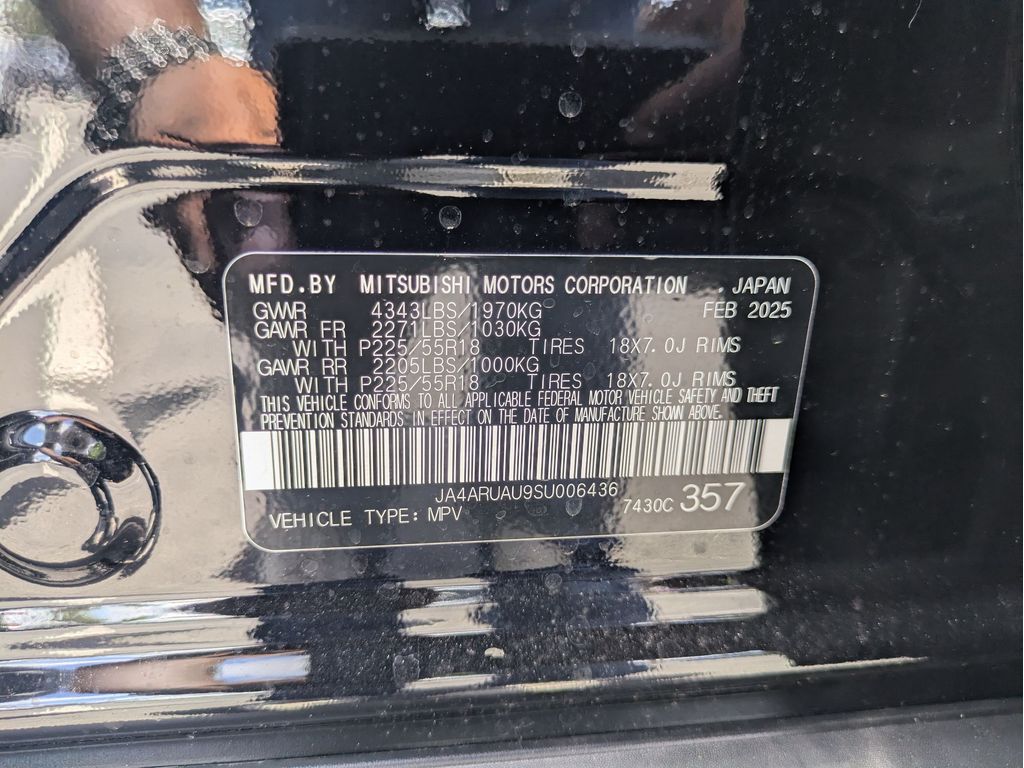 MFD.BY MITSUBISHI MOTORS CORPORATION . JAPAN
GWWR 4343LBS/1970KG FEB 2025
GAWR FR 2271LBS/1030KG
WITH P225/55R18 TIRES 18X7.0J RIMS
GAWR RR 2205LBS/1000KG
WITH P225/55R18 TIRES 18X7.0J RIMS
THIS VEHICLE CONFORMS TO ALL APPLICABLE FEDERAL MOTOR VEHICLE SAFETY AND THEFT
PREVENTION STANDARDS IN EFFECT ON THE DATE OF MANUFACTURE SHOWN ABOVE.
JA4ARUAU9SU006436
VEHICLE TYPE: MPV 7430C 357